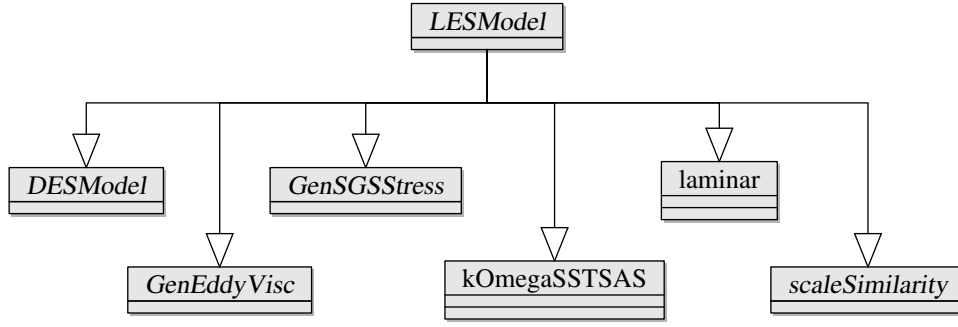 LESModel
DESModel
GenSGSStress
laminar
GenEddyVisc
kOmegaSSTSAS
scaleSimilarity